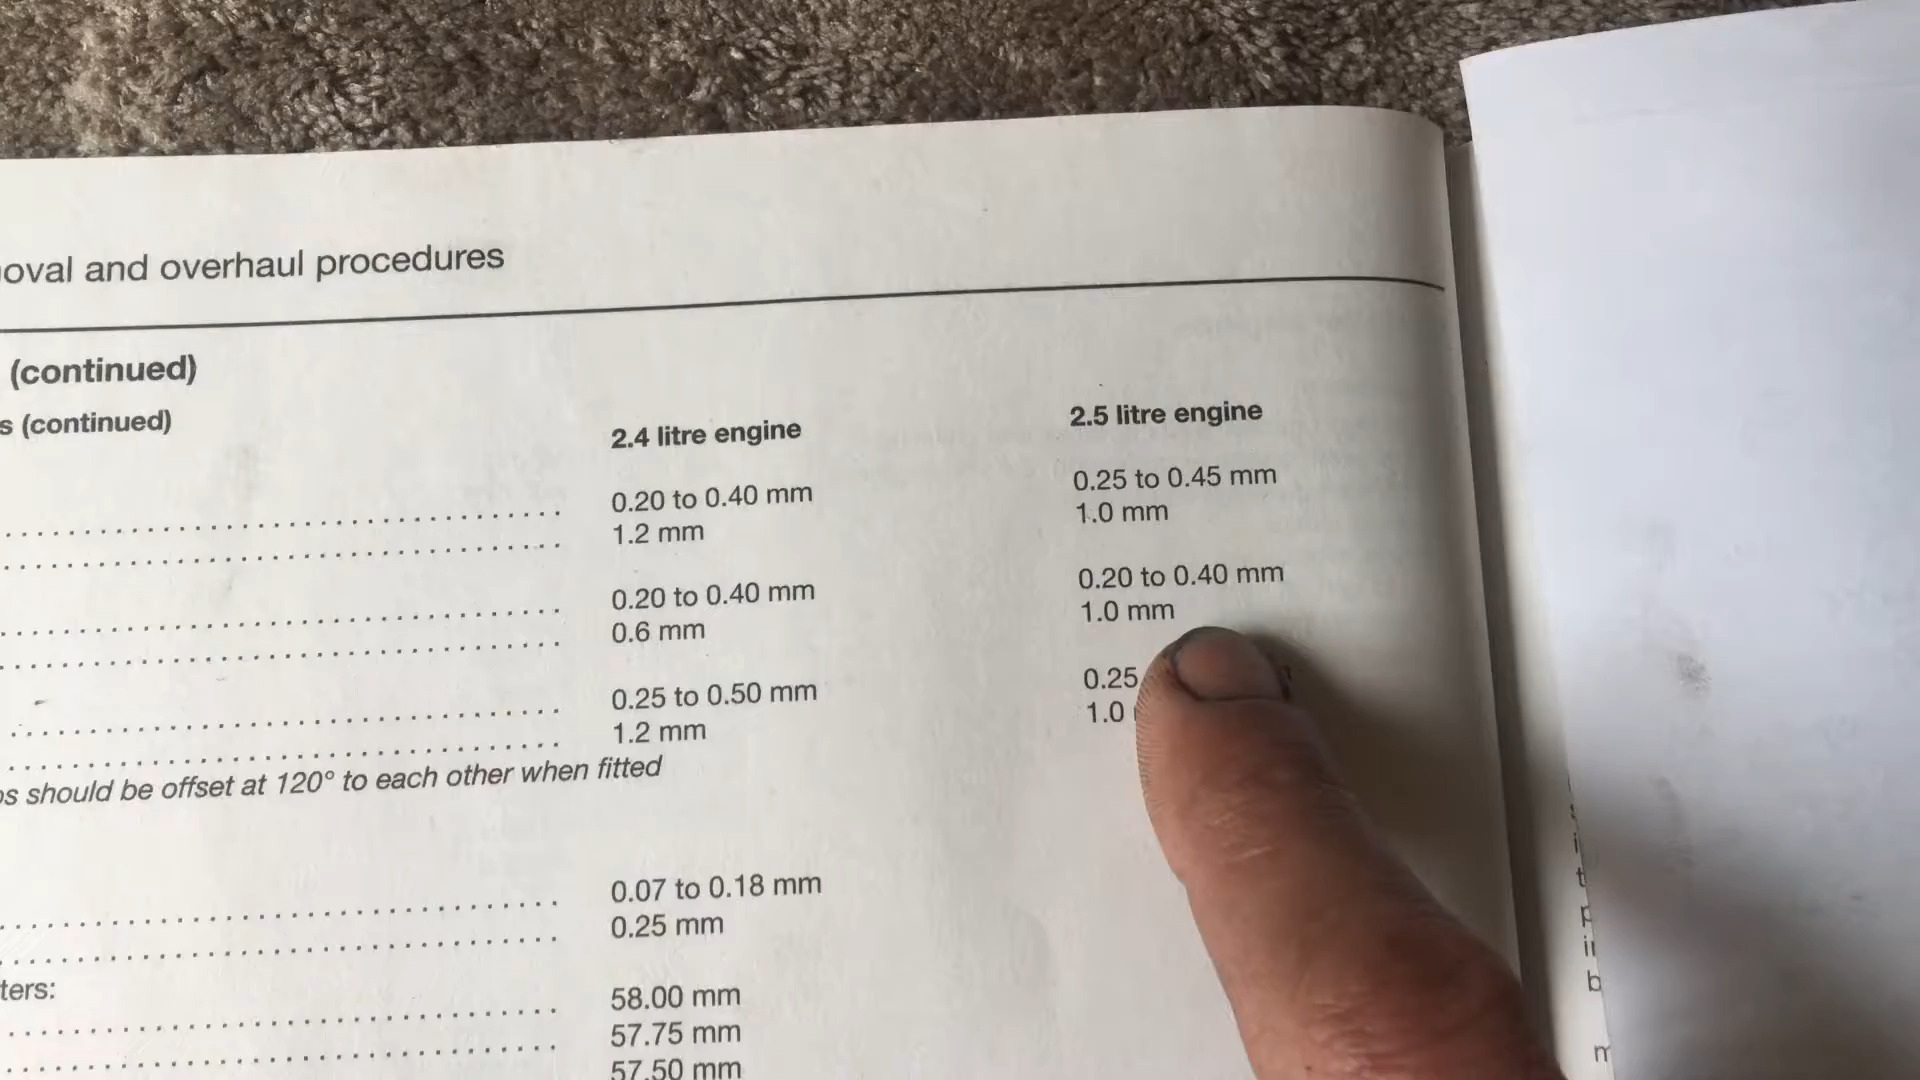 oval and overhaul procedures
(continued)
s (continued)
2.4 litre engine 2.5 litre engine
0.20 to 0.40 mm 0.25 to 0.45 mm
1.2 mm 1.0 mm
0.20 to 0.40 mm 0.20 to 0.40 mm
0.6 mm 1.0 mm
0.25 to 0.50 mm 0.25
1.2 mm 1.0
should be offset at 120° to each other when fitted
0.07 to 0.18 mm
0.25 mm
ters:
58.00 mm
57.75 mm
57.50 mm